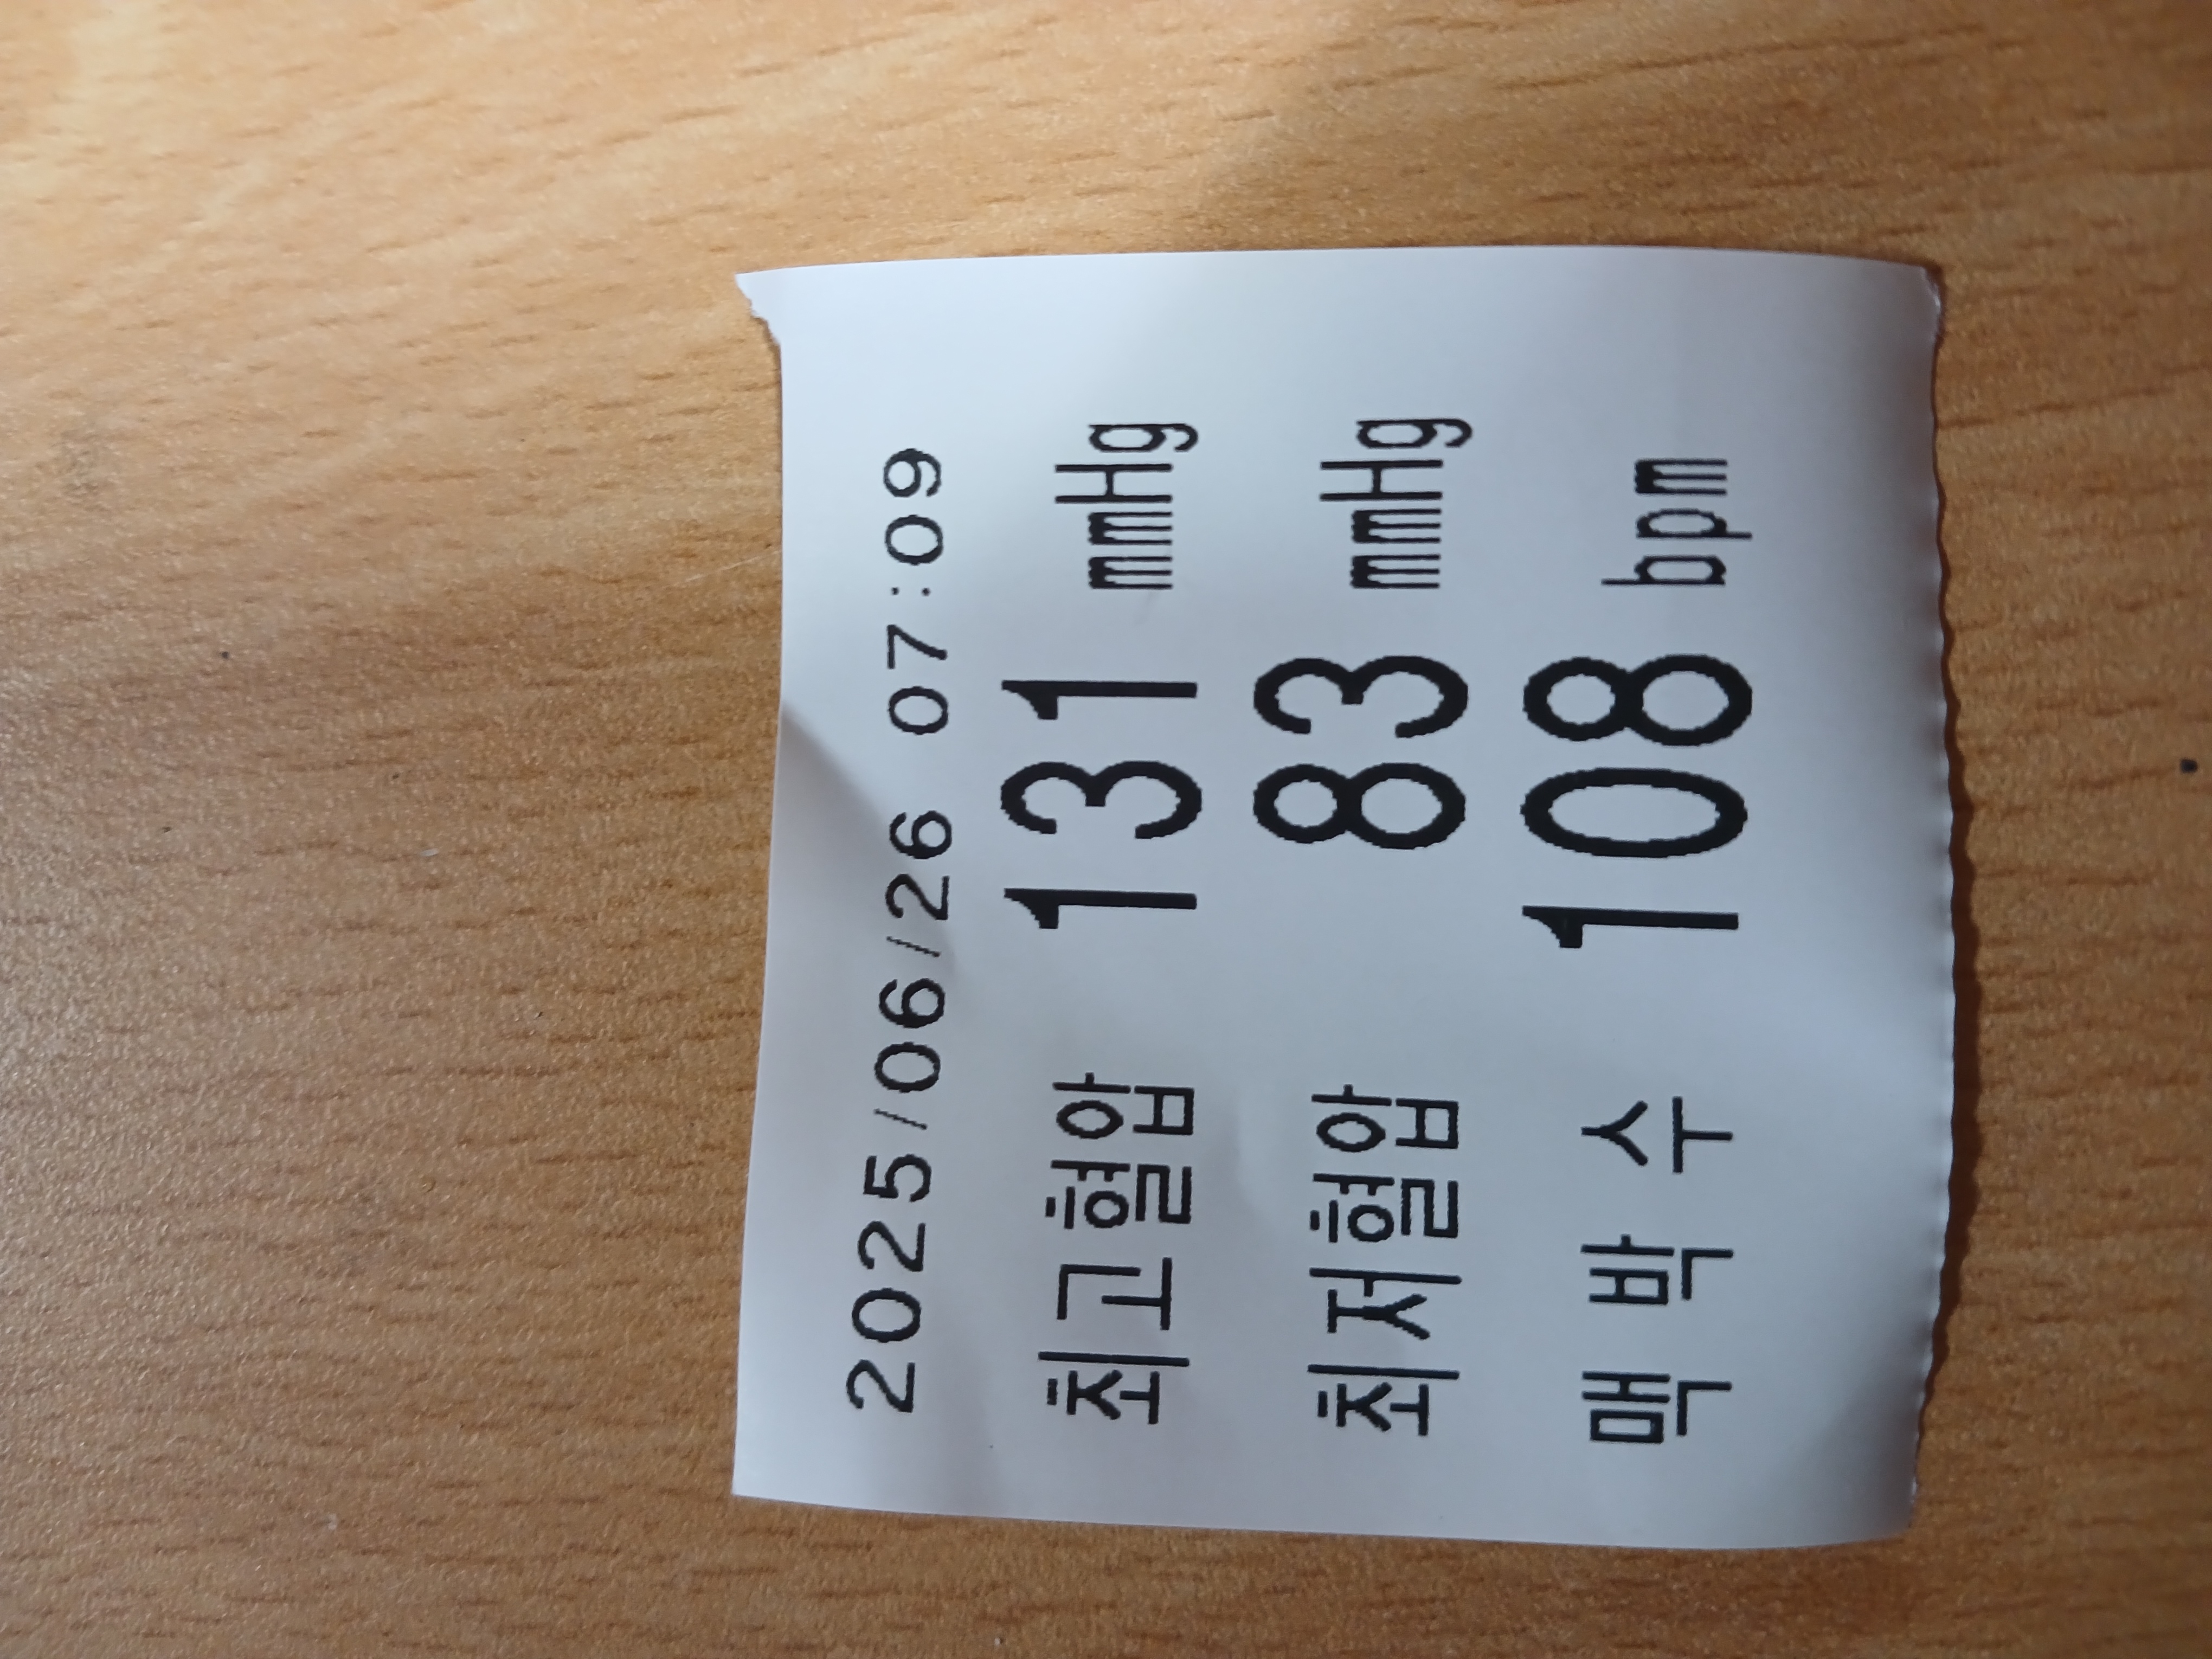 2025/06/26 07:09
최고혈압 131 mmHg
최저혈압 83 mmHg
맥 박 수 108 bpm